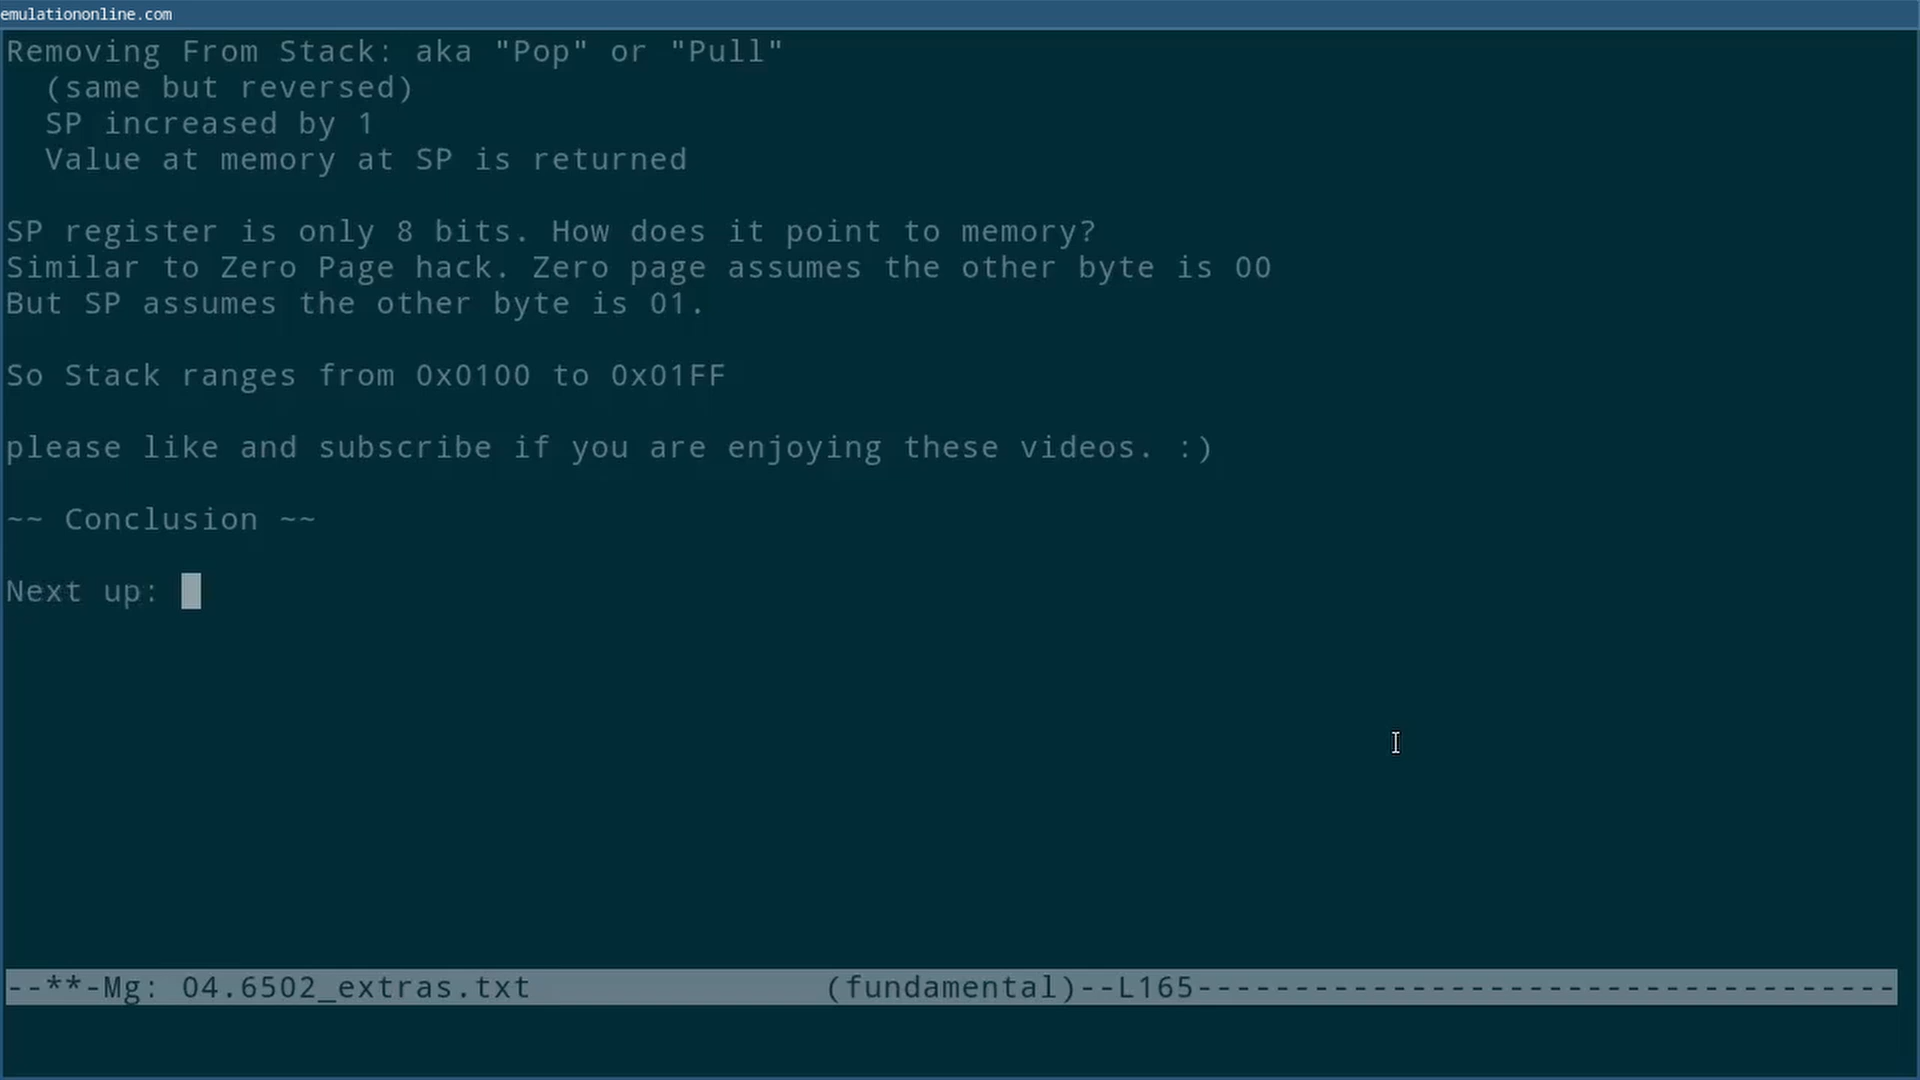 emulationonline.com
Removing From Stack: aka "Pop" or "Pull"
(same but reversed)
SP increased by 1
Value at memory at SP is returned
SP register is only 8 bits. How does it point to memory?
Similar to Zero Page hack. Zero page assumes the other byte is 00
But SP assumes the other byte is 01.
So Stack ranges from 0x0100 to 0x01FF
please like and subscribe if you are enjoying these videos. :)
~~ Conclusion ~~
Next up:
--**-Mg: 04.6502_extras.txt (fundamental)--L165------------------------------------